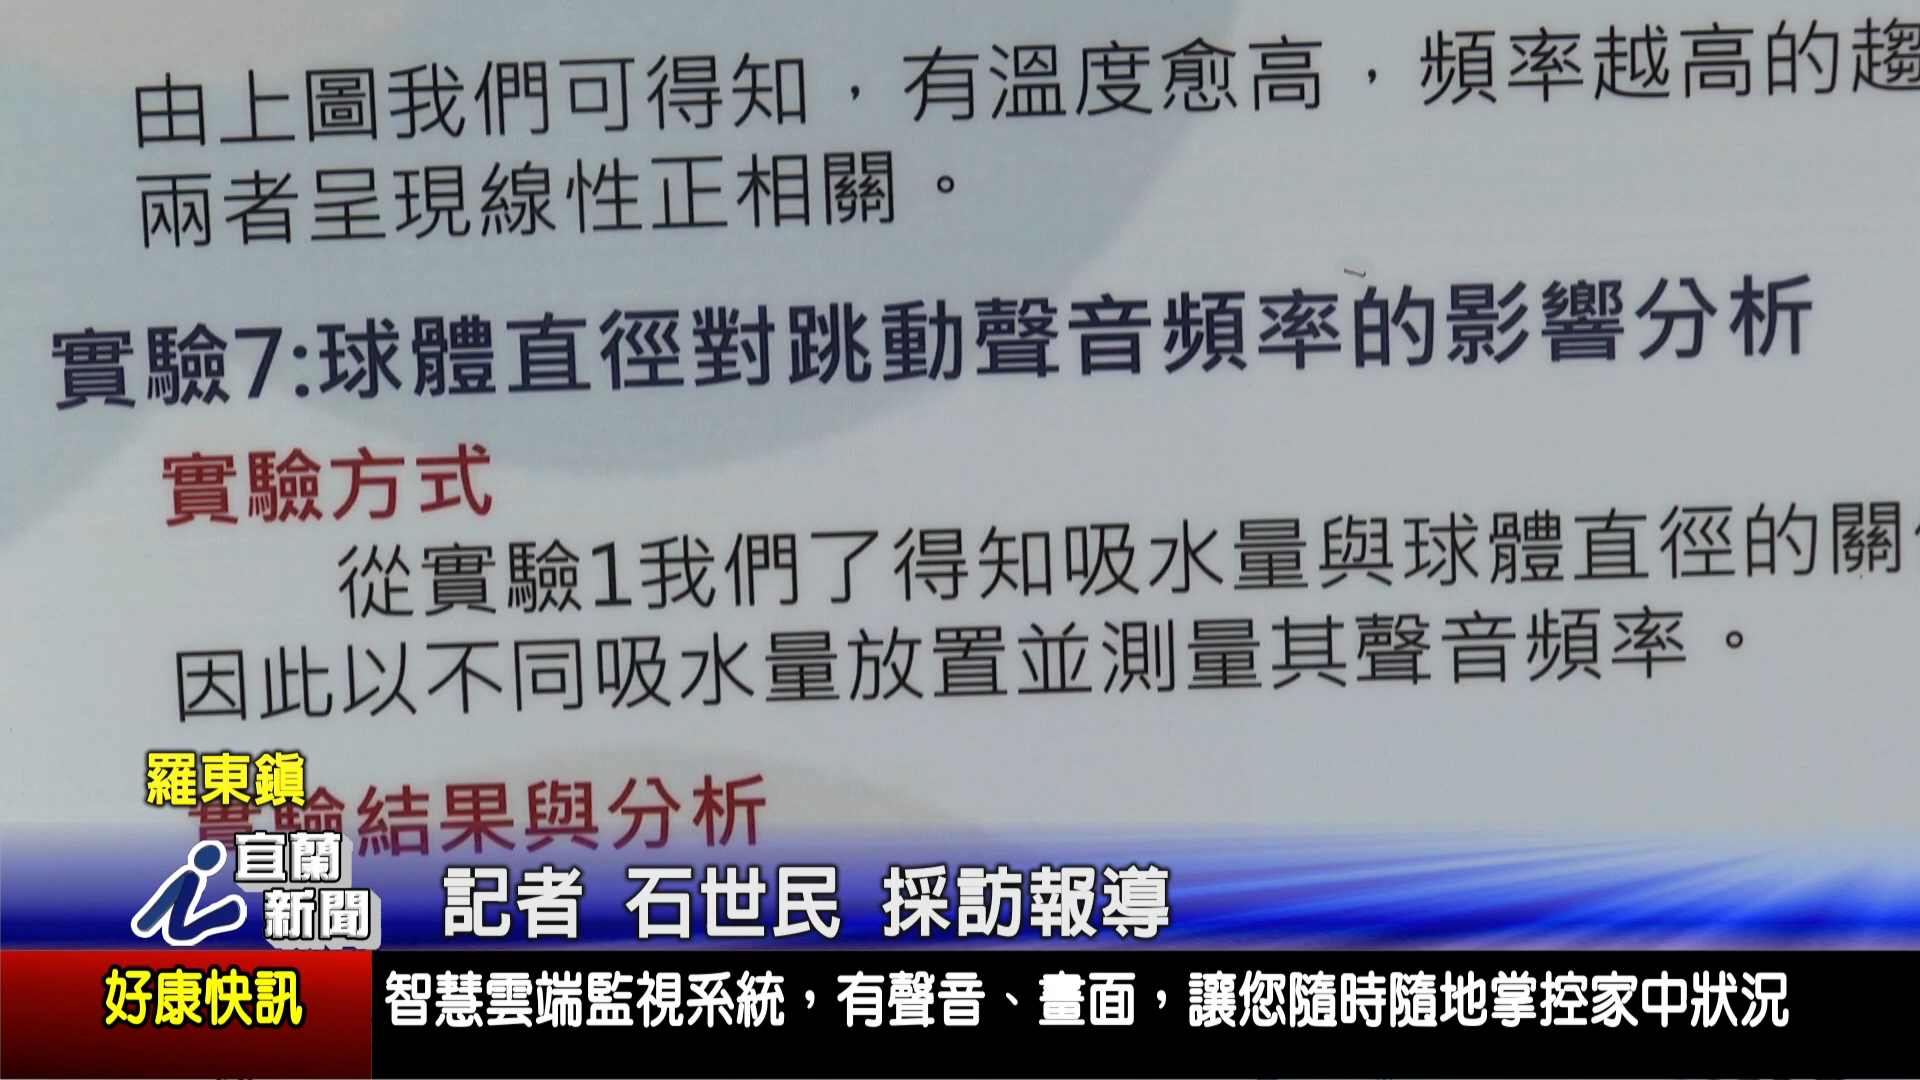 由上圖我們可得知，有溫度愈高，頻率越高的趨
兩者呈現線性正相關。
實驗7:球體直徑對跳動聲音頻率的影響分析
實驗方式
從實驗1我們了得知吸水量與球體直徑的關
因此以不同吸水量放置並測量其聲音頻率。
羅東鎮
實驗結果與分析
宜蘭
新聞
記者 石世民 採訪報導
好康快訊
智慧雲端監視系統，有聲音、畫面，讓您隨時隨地掌控家中狀況